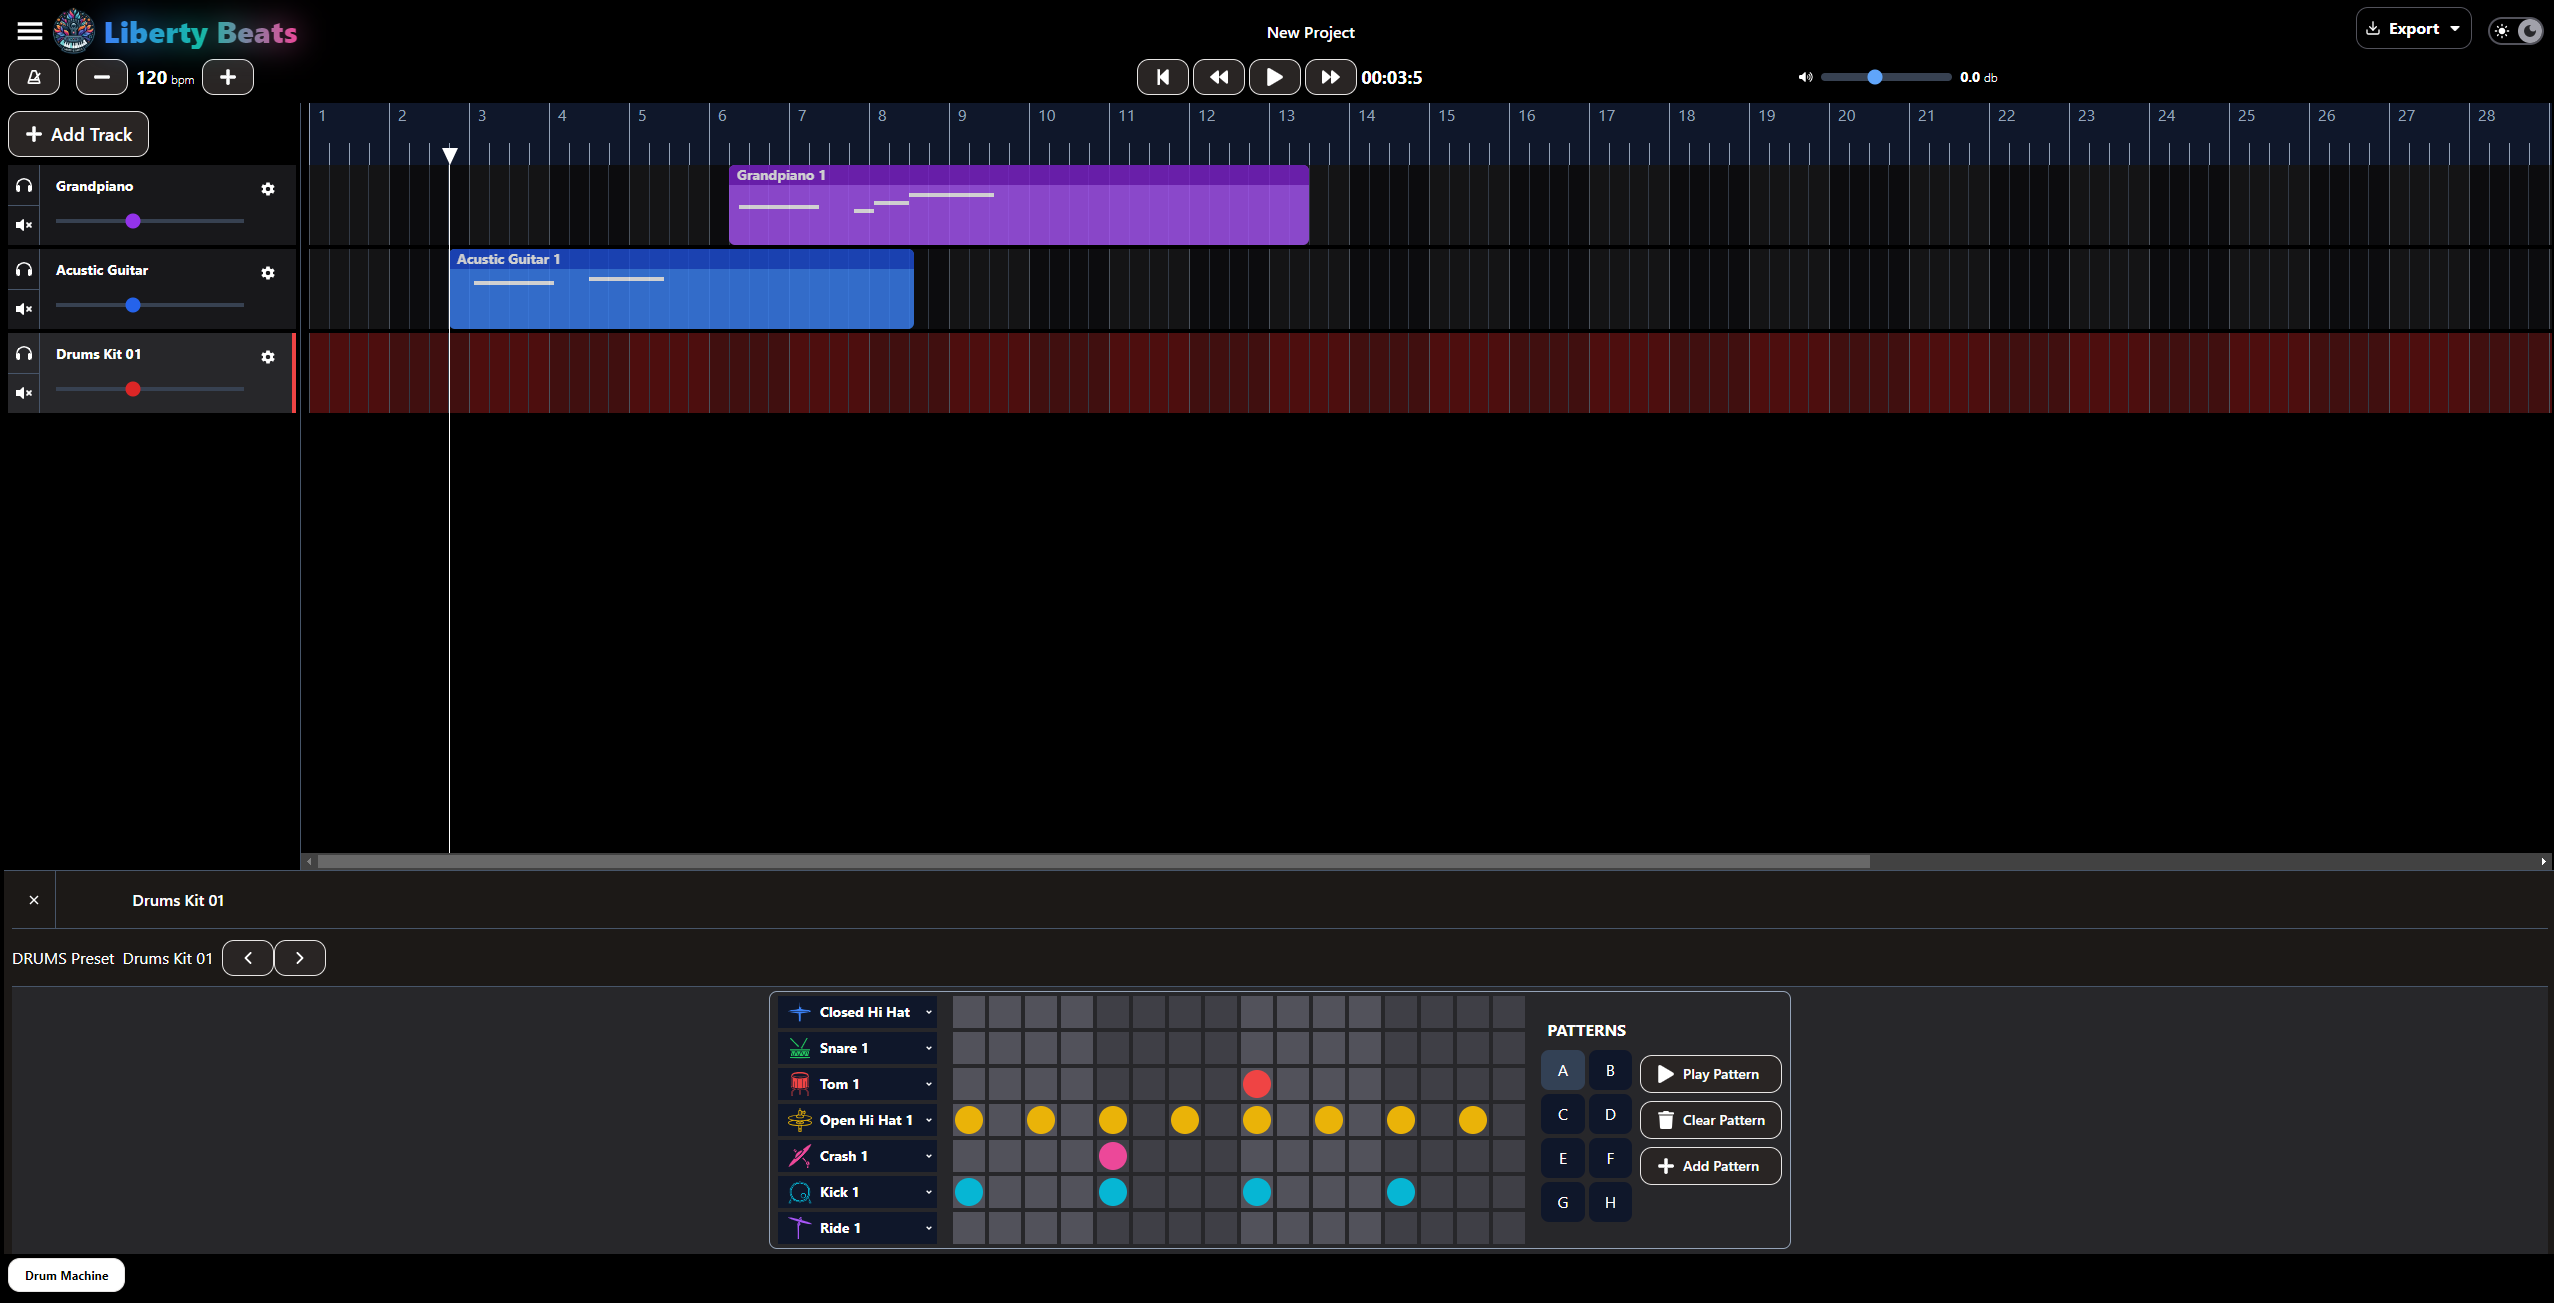 Liberty Beats
New Project
Export
120 bpm
00:03:5
0.0 db
Add Track
1 2 3 4 5 6 7 8 9 10 11 12 13 14 15 16 17 18 19 20 21 22 23 24 25 26 27 28
Grandpiano
Grandpiano 1
Acustic Guitar
Acustic Guitar 1
Drums Kit 01
Drums Kit 01
DRUMS Preset Drums Kit 01
Closed Hi Hat
Snare 1
Tom 1
Open Hi Hat 1
Crash 1
Kick 1
Ride 1
PATTERNS
A B
C D
E F
G H
Play Pattern
Clear Pattern
Add Pattern
Drum Machine